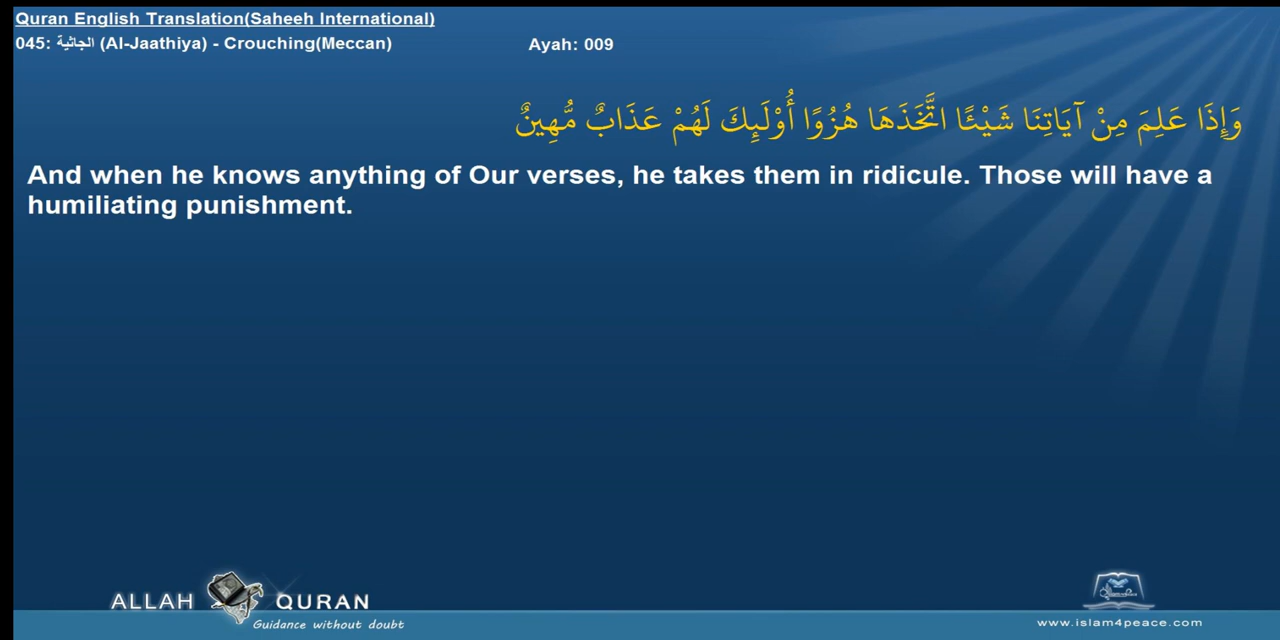 Quran English Translation(Saheeh International)
045: الجاثية (Al-Jaathiya) - Crouching(Meccan)
Ayah: 009
وَإِذَا عَلِمَ مِنْ آيَاتِنَا شَيْئًا اتَّخَذَهَا هُزُوًا أُوْلَئِكَ لَهُمْ عَذَابٌ مُّهِينٌ
And when he knows anything of Our verses, he takes them in ridicule. Those will have a
humiliating punishment.
ALLAH QURAN
Guidance without doubt
www.islam4peace.com